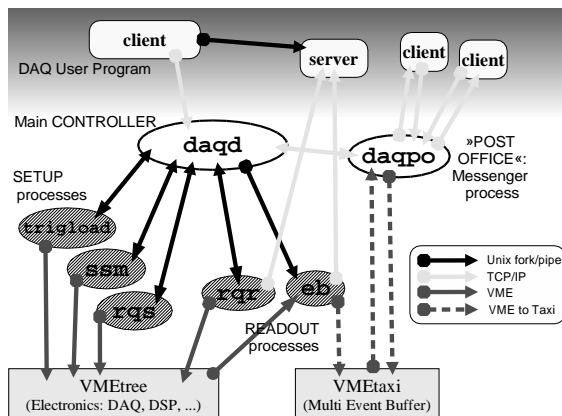 client
server
client
client
DAQ User Program
Main CONTROLLER
daqd
daqpo
»POST
OFFICE«:
Messenger
process
SETUP
processes
trigload
ssm
rqs
rqr
eb
READOUT
processes
Unix fork/pipe
TCP/IP
VME
VME to Taxi
VMEtree
(Electronics: DAQ, DSP, ...)
VMEtaxi
(Multi Event Buffer)